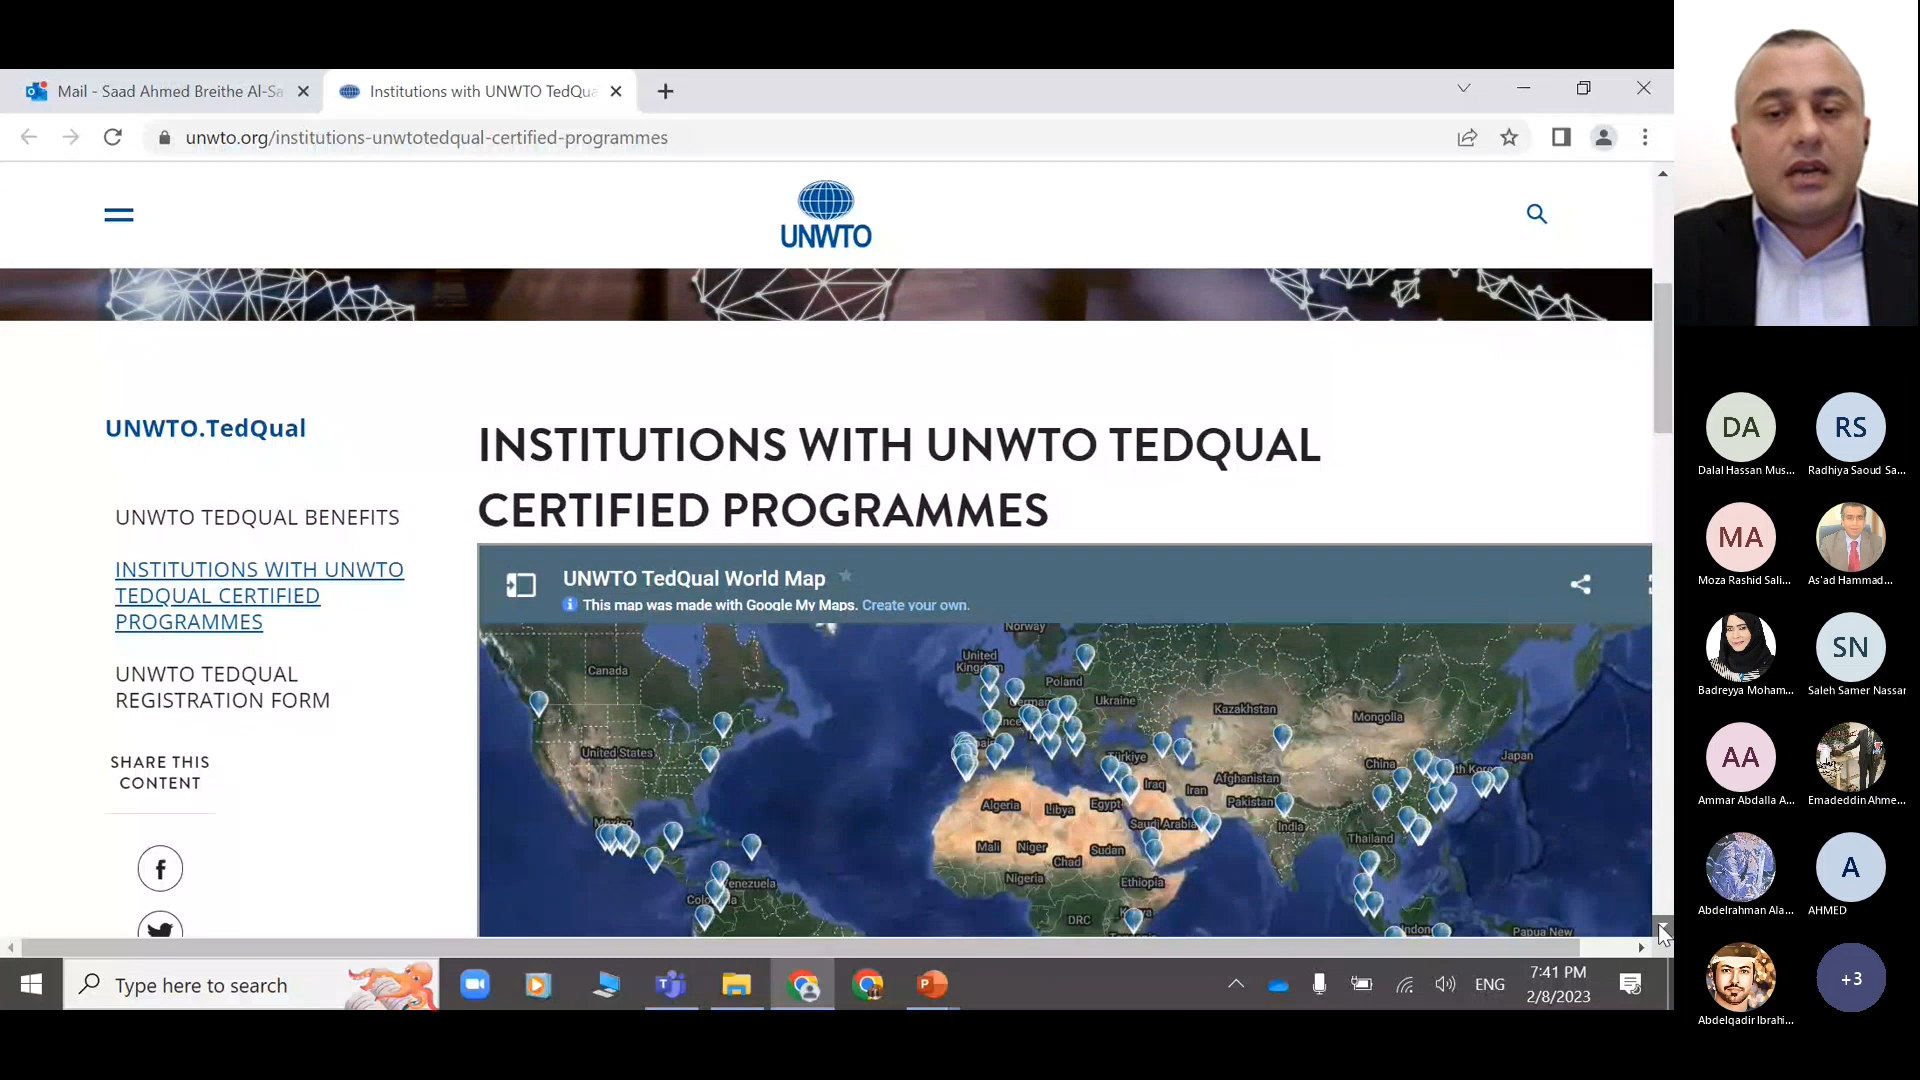 Mail - Saad Ahmed Breithe Al-Sa
Institutions with UNWTO TedQua
unwto.org/institutions-unwtotedqual-certified-programmes
UNWTO
UNWTO.TedQual
UNWTO TEDQUAL BENEFITS
INSTITUTIONS WITH UNWTO
TEDQUAL CERTIFIED
PROGRAMMES
UNWTO TEDQUAL
REGISTRATION FORM
SHARE THIS
CONTENT
INSTITUTIONS WITH UNWTO TEDQUAL
CERTIFIED PROGRAMMES
UNWTO TedQual World Map
This map was made with Google My Maps. Create your own.
Norway
United
Kingdom
Canada
Poland
Ukraine
Kazakhstan
Mongolia
United States
Türkiye
China
Japan
Iraq
Iran
Afghanistan
Pakistan
Algeria
Libya
Egypt
Saudi Arabia
India
Mexico
Mali
Niger
Chad
Sudan
Thailand
Nigeria
Ethiopia
Venezuela
DRC
Papua New
Type here to search
ENG
7:41 PM
2/8/2023
DA
RS
Dalal Hassan Mus...
Radhiya Saoud Sa...
MA
Moza Rashid Sali...
As'ad Hammad...
SN
Badreyya Moham...
Saleh Samer Nassar
AA
Ammar Abdalla A...
Emadeddin Ahme...
A
Abdelrahman Ala...
AHMED
+3
Abdelqadir Ibrahi...